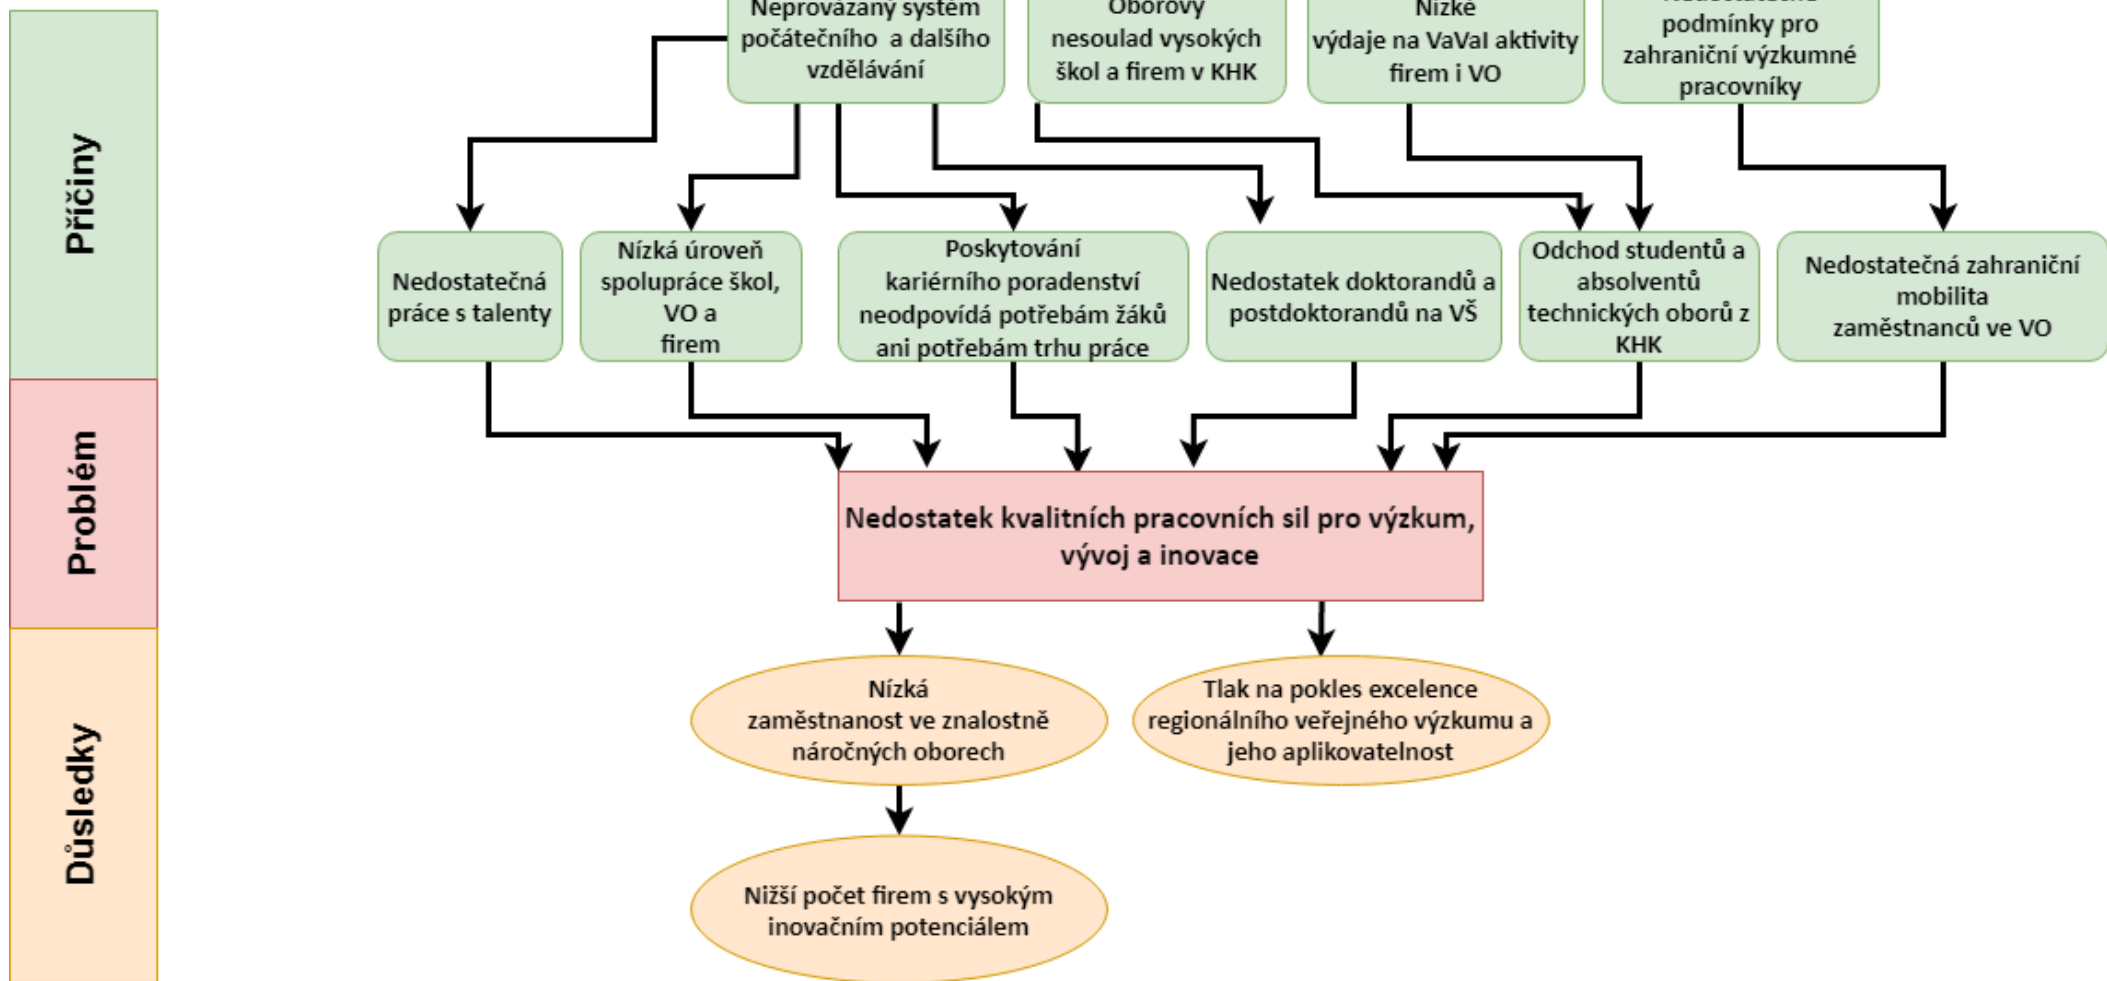 Příčiny
Problém
Důsledky
Neprovázaný systém
počátečního a dalšího
vzdělávání
Oborový
nesoulad vysokých
škol a firem v KHK
Nízké
výdaje na VaVaI aktivity
firem i VO
podmínky pro
zahraniční výzkumné
pracovníky
Nedostatečná
práce s talenty
Nízká úroveň
spolupráce škol,
VO a
firem
Poskytování
kariérního poradenství
neodpovídá potřebám žáků
ani potřebám trhu práce
Nedostatek doktorandů a
postdoktorandů na VŠ
Odchod studentů a
absolventů
technických oborů z
KHK
Nedostatečná zahraniční
mobilita
zaměstnanců ve VO
Nedostatek kvalitních pracovních sil pro výzkum,
vývoj a inovace
Nízká
zaměstnanost ve znalostně
náročných oborech
Tlak na pokles excelence
regionálního veřejného výzkumu a
jeho aplikovatelnost
Nižší počet firem s vysokým
inovačním potenciálem